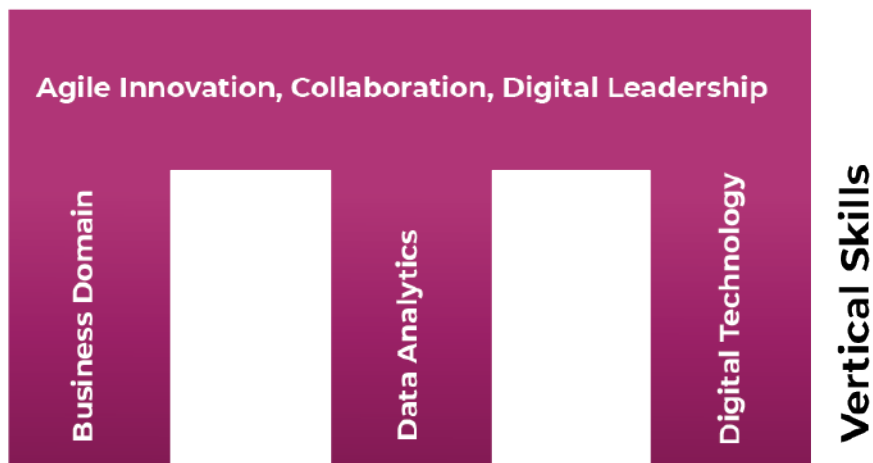 Agile Innovation, Collaboration, Digital Leadership
Business Domain
Data Analytics
Digital Technology
Vertical Skills